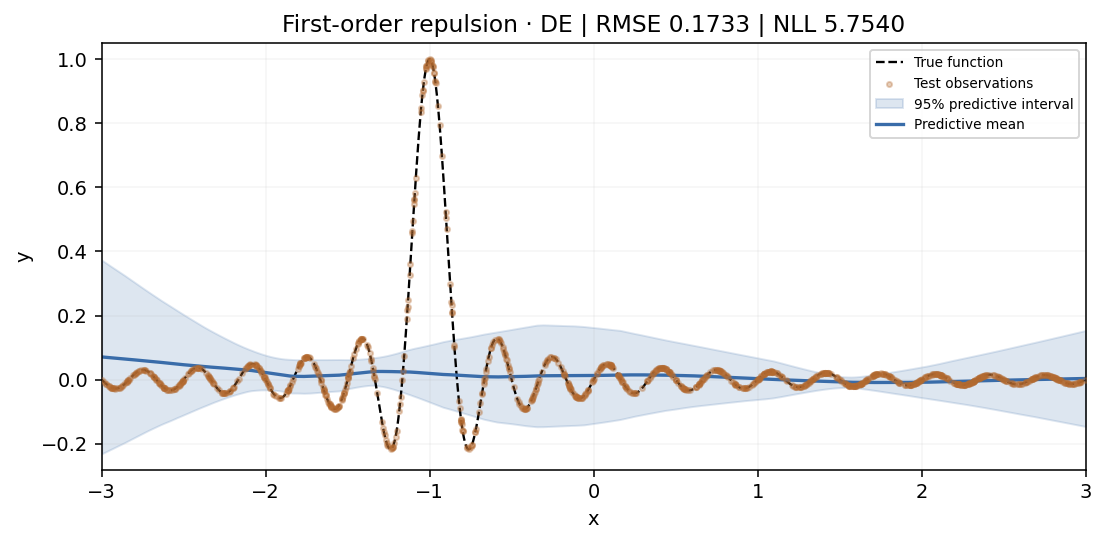 First-order repulsion · DE | RMSE 0.1733 | NLL 5.7540
True function
Test observations
95% predictive interval
Predictive mean
1.0
0.8
0.6
0.4
0.2
0.0
−0.2
y
−3
−2
−1
0
1
2
3
x